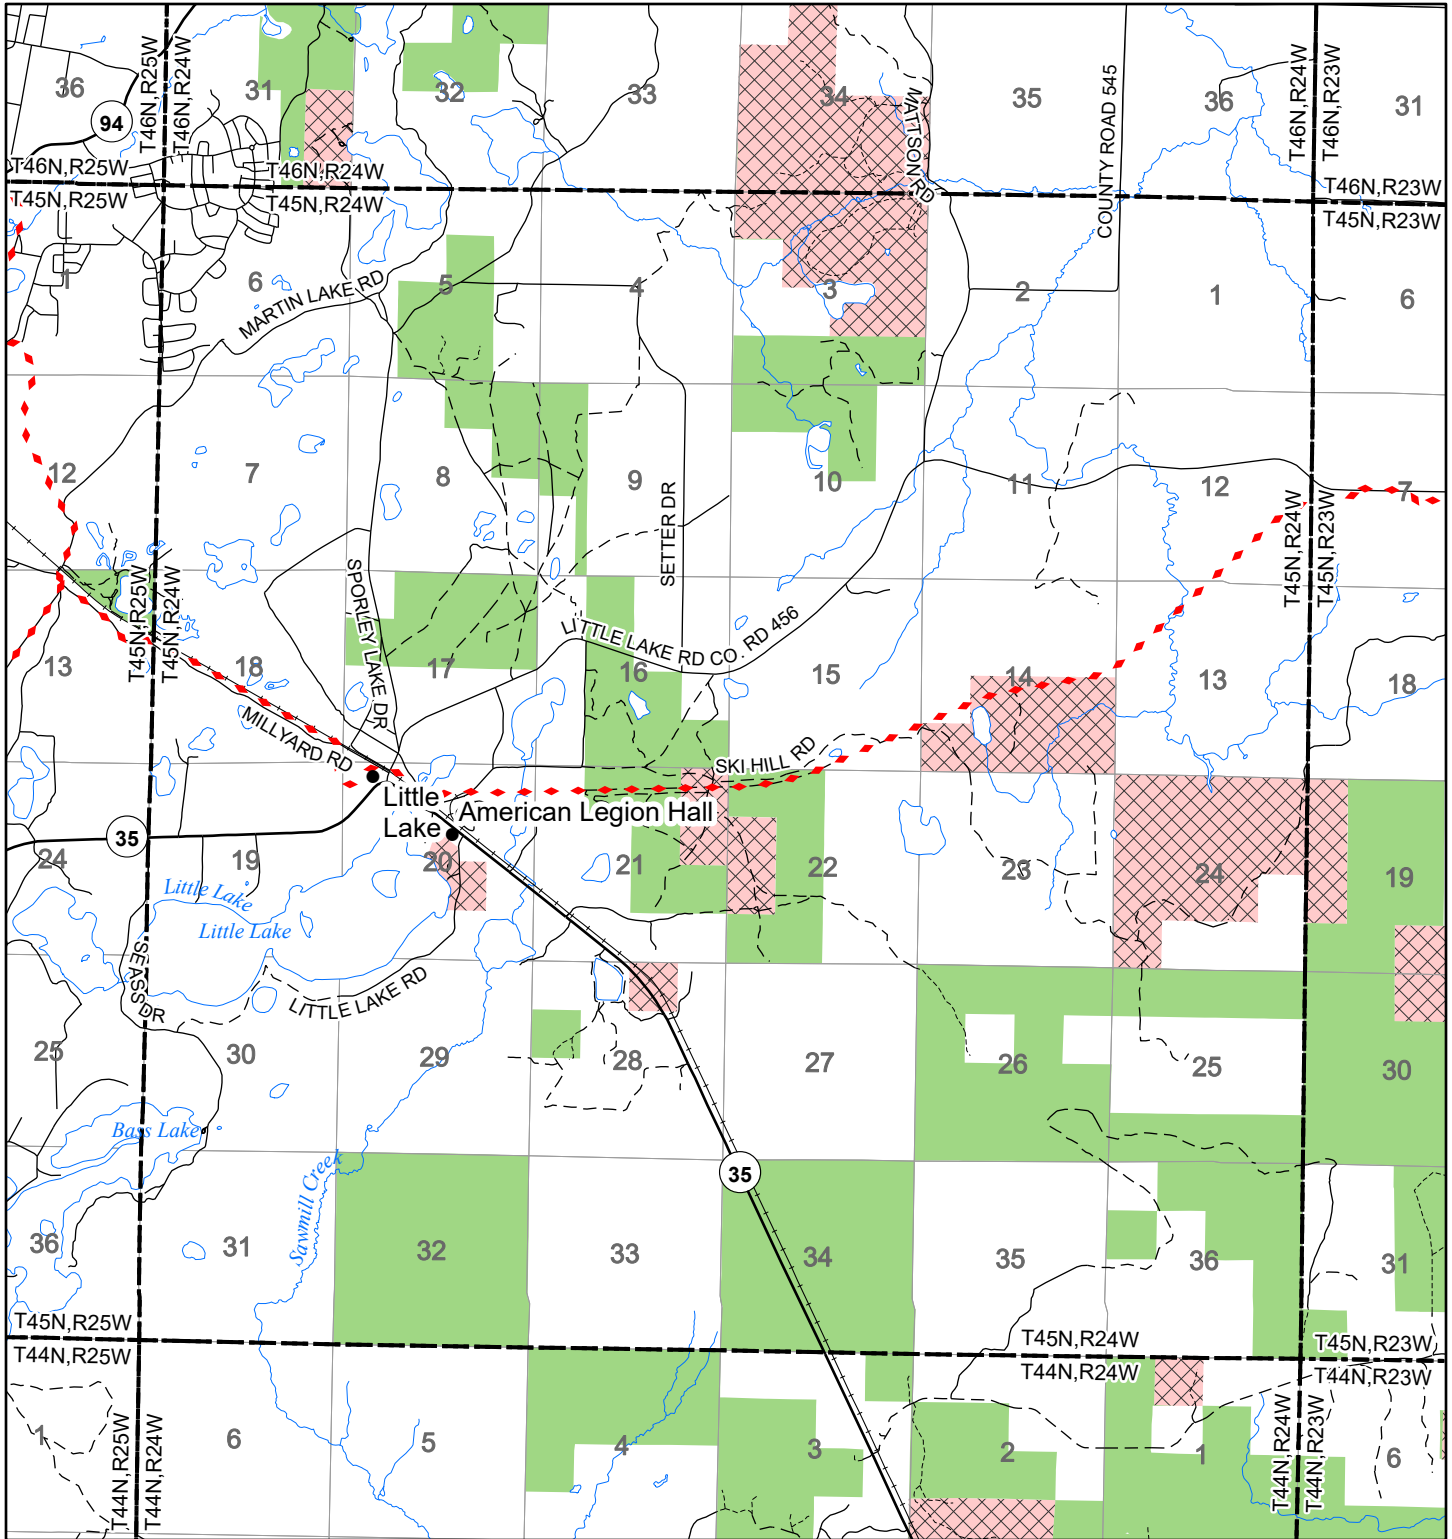 36
31
32
33
34
35
36
31
94
T46N,R25W
T46N,R24W
MATTSON RD
COUNTY ROAD 545
T46N,R24W
T46N,R23W
T46N,R25W
T46N,R24W
T46N,R23W
T45N,R25W
T45N,R24W
T45N,R23W
1
6
5
4
3
2
1
6
MARTIN LAKE RD
12
7
8
9
10
11
12
7
SETTER DR
T45N,R24W
T45N,R23W
T45N,R25W
T45N,R24W
SPORLEY LAKE DR
LITTLE LAKE RD CO. RD 456
13
18
17
16
15
14
13
18
MILLYARD RD
SKI HILL RD
Little
Lake
American Legion Hall
35
24
19
20
21
22
23
24
19
Little Lake
Little Lake
SEASS DR
LITTLE LAKE RD
25
30
29
28
27
26
25
30
Bass Lake
Sawmill Creek
35
36
31
32
33
34
35
36
31
T45N,R25W
T45N,R24W
T45N,R23W
T44N,R25W
T44N,R24W
T44N,R23W
1
6
5
4
3
2
1
6
T44N,R25W
T44N,R24W
T44N,R24W
T44N,R23W